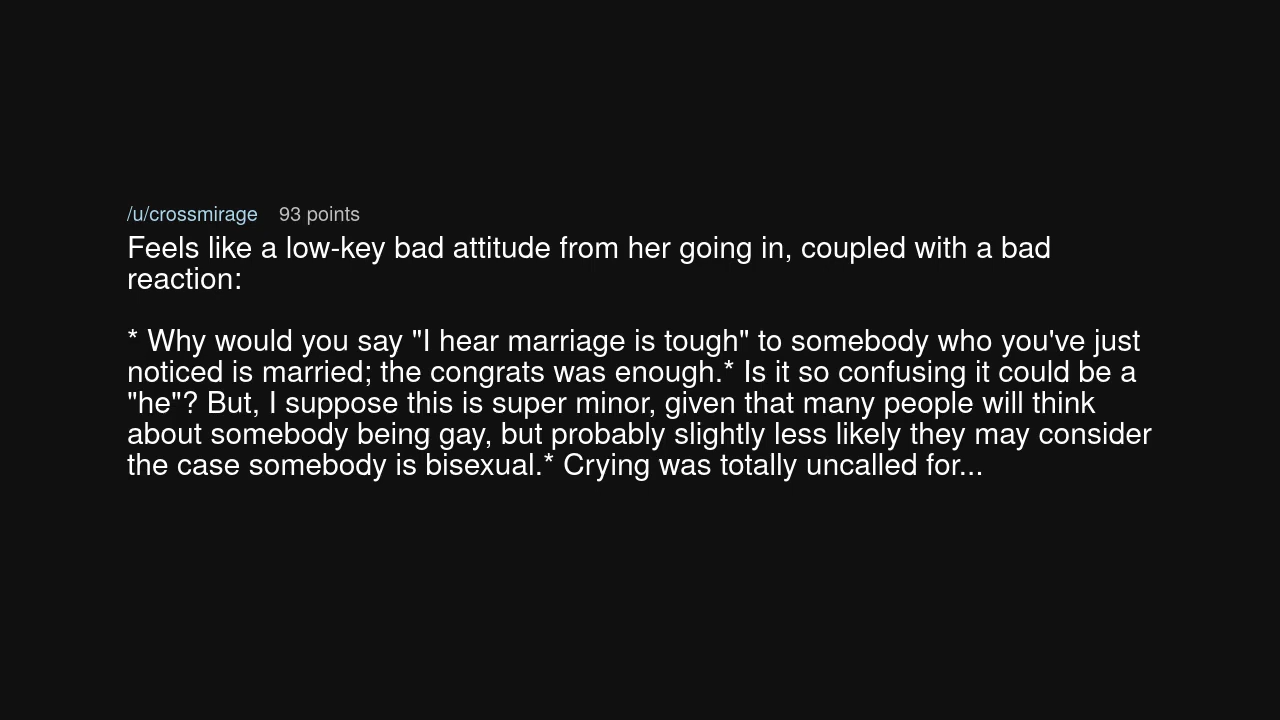 /u/crossmirage 93 points
Feels like a low-key bad attitude from her going in, coupled with a bad
reaction:
* Why would you say "I hear marriage is tough" to somebody who you've just
noticed is married; the congrats was enough.* Is it so confusing it could be a
"he"? But, I suppose this is super minor, given that many people will think
about somebody being gay, but probably slightly less likely they may consider
the case somebody is bisexual.* Crying was totally uncalled for...